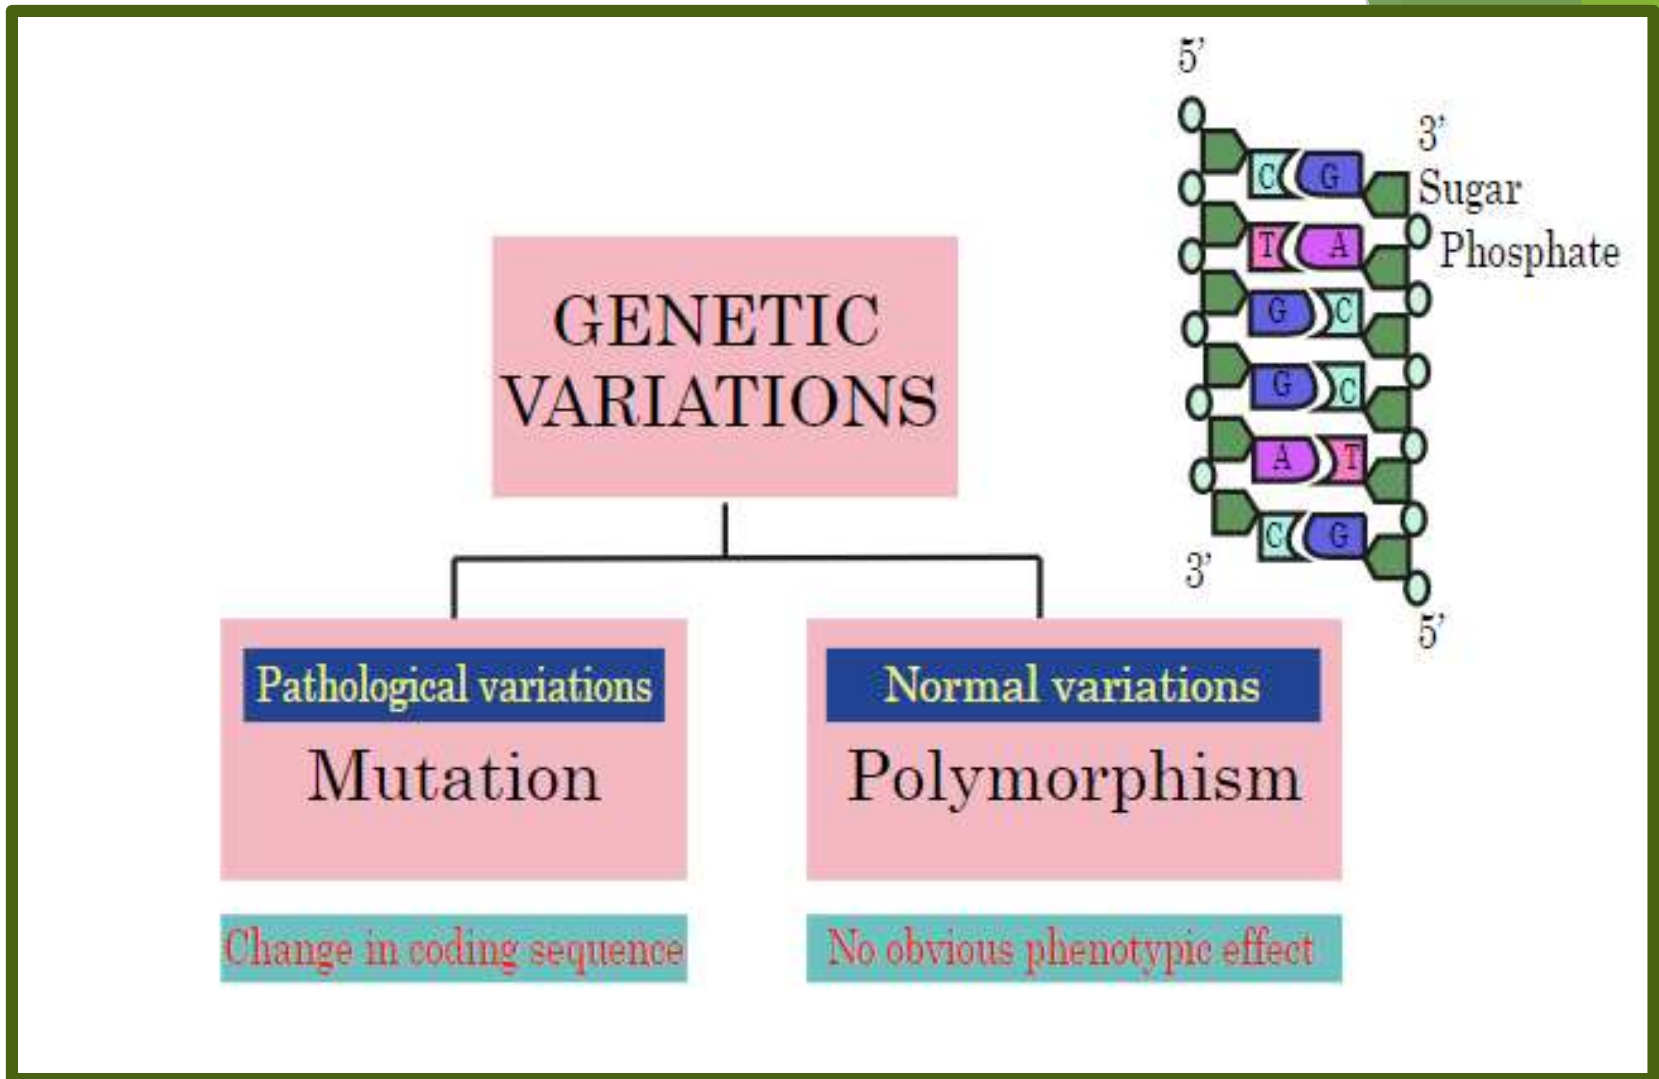 5'
3'
C G
Sugar
T A
Phosphate
G C
G C
A T
C G
3'
5'
GENETIC
VARIATIONS
Pathological variations
Mutation
Change in coding sequence
Normal variations
Polymorphism
No obvious phenotypic effect